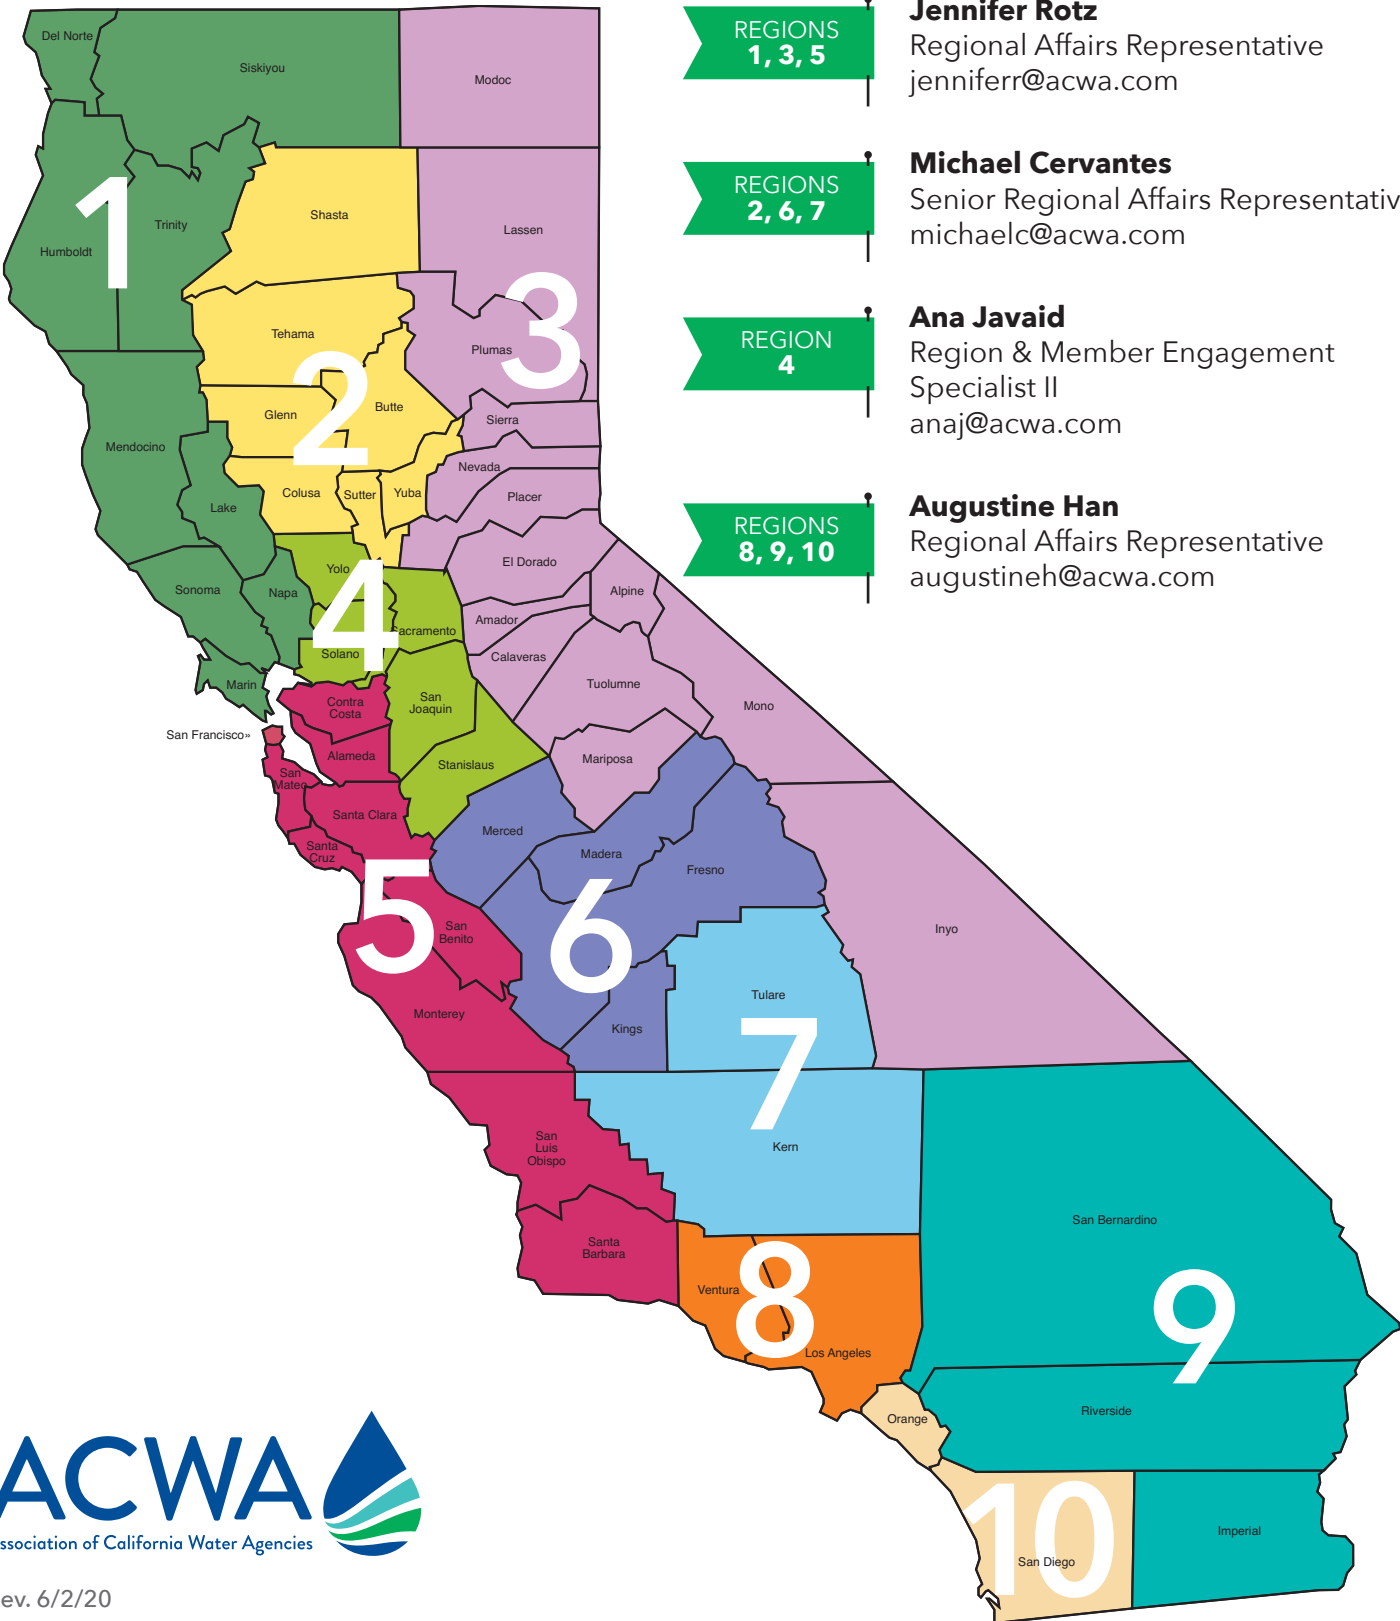 REGIONS
1, 3, 5
Jennifer Rotz
Regional Affairs Representative
jenniferr@acwa.com
REGIONS
2, 6, 7
Michael Cervantes
Senior Regional Affairs Representativ
michaelc@acwa.com
REGION
4
Ana Javaid
Region & Member Engagement
Specialist II
anaj@acwa.com
REGIONS
8, 9, 10
Augustine Han
Regional Affairs Representative
augustineh@acwa.com
Del Norte
Siskiyou
Modoc
1
Humboldt
Trinity
Shasta
Lassen
3
Tehama
Plumas
2
Glenn
Butte
Sierra
Mendocino
Nevada
Colusa
Sutter
Yuba
Placer
Lake
El Dorado
Yolo
4
Sonoma
Napa
Alpine
Amador
Sacramento
Solano
Calaveras
Marin
Tuolumne
Contra
Costa
San
Joaquin
Mono
San Francisco»
Alameda
Stanislaus
Mariposa
San
Mateo
Santa Clara
Merced
Santa
Cruz
Madera
Fresno
5
6
San
Benito
Inyo
Tulare
Monterey
Kings
7
Kern
San
Luis
Obispo
San Bernardino
Santa
Barbara
8
Ventura
9
Los Angeles
Riverside
Orange
10
San Diego
Imperial
ACWA
ssociation of California Water Agencies
ev. 6/2/20